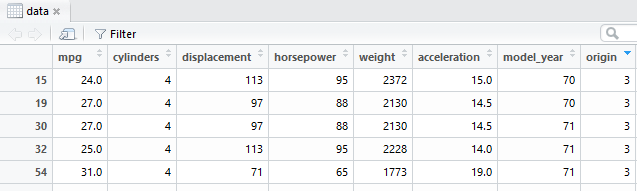 data
Filter
mpg cylinders displacement horsepower weight acceleration model_year origin
15 24.0 4 113 95 2372 15.0 70 3
19 27.0 4 97 88 2130 14.5 70 3
30 27.0 4 97 88 2130 14.5 71 3
32 25.0 4 113 95 2228 14.0 71 3
54 31.0 4 71 65 1773 19.0 71 3